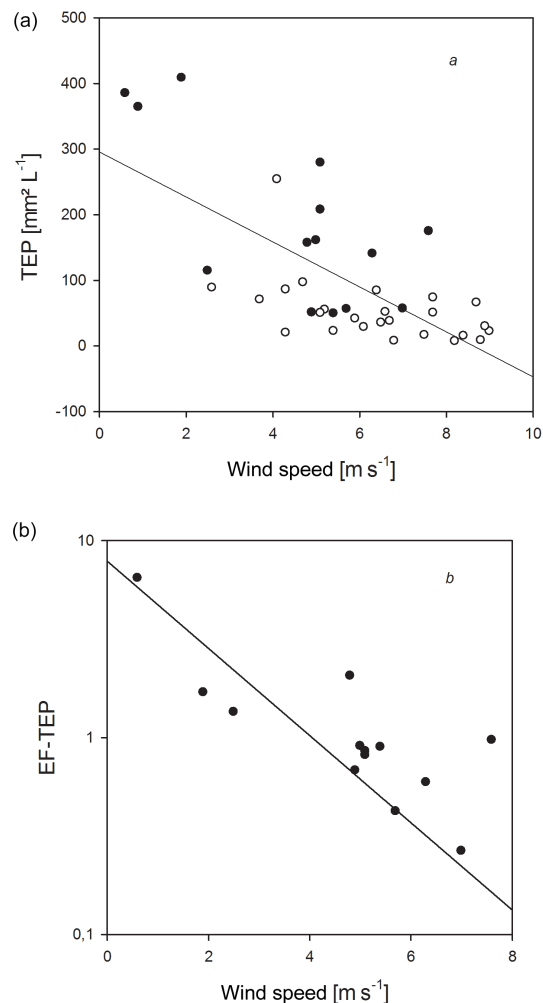 (a)
500
a
400
300
200
100
0
-100
TEP [mm² L⁻¹]
0 2 4 6 8 10
Wind speed [m s⁻¹]
(b)
10
b
1
0,1
EF-TEP
0 2 4 6 8
Wind speed [m s⁻¹]